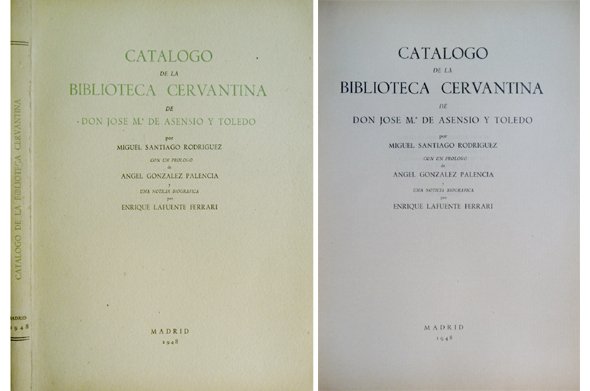 CATALOGO DE LA BIBLIOTECA CERVANTINA
MADRID
1948
CATALOGO
DE LA
BIBLIOTECA CERVANTINA
DE
DON JOSE Mª DE ASENSIO Y TOLEDO
por
MIGUEL SANTIAGO RODRIGUEZ
CON UN PROLOGO
de
ANGEL GONZALEZ PALENCIA
y
UNA NOTICIA BIOGRAFICA
por
ENRIQUE LAFUENTE FERRARI
MADRID
1948
CATALOGO
DE LA
BIBLIOTECA CERVANTINA
DE
DON JOSE Mª DE ASENSIO Y TOLEDO
por
MIGUEL SANTIAGO RODRIGUEZ
CON UN PROLOGO
de
ANGEL GONZALEZ PALENCIA
y
UNA NOTICIA BIOGRAFICA
por
ENRIQUE LAFUENTE FERRARI
MADRID
1948